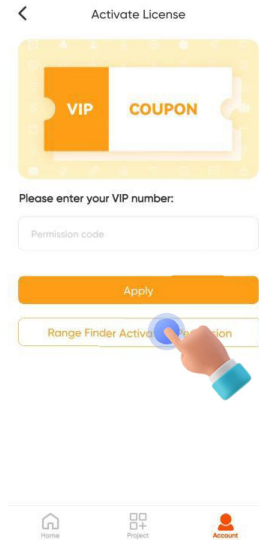 Activate License
VIP COUPON
Please enter your VIP number:
Permission code
Apply
Range Finder
Home Project Account